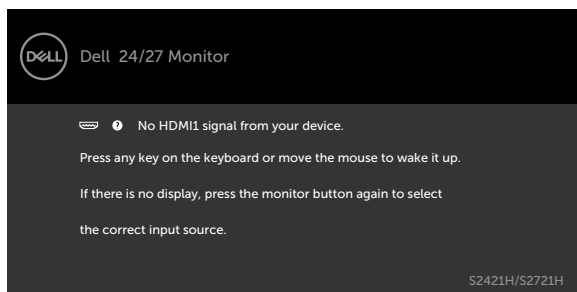 DELL
Dell 24/27 Monitor
? No HDMI1 signal from your device.
Press any key on the keyboard or move the mouse to wake it up.
If there is no display, press the monitor button again to select
the correct input source.
S2421H/S2721H